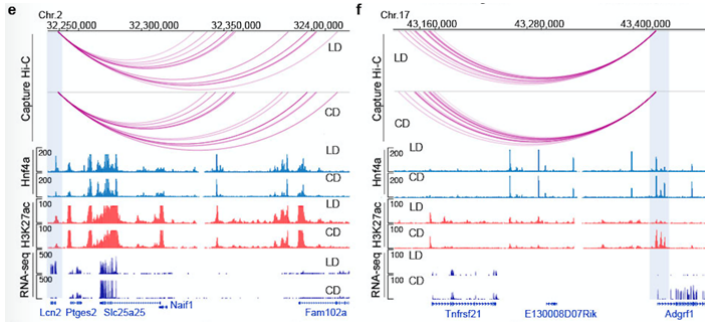 e
Chr.2
32,250,000 32,300,000 32,350,000 324,00,000
Capture Hi-C
LD
CD
Hnf4a
200
LD
200
CD
H3K27ac
100
LD
100
CD
RNA-seq
500
LD
500
CD
Lcn2 Ptges2 Slc25a25 Naif1 Fam102a
f
Chr.17
43,160,000 43,280,000 43,400,000
Capture Hi-C
LD
CD
Hnf4a
200
LD
200
CD
H3K27ac
100
LD
100
CD
RNA-seq
100
LD
100
CD
Tnfrsf21 E130008D07Rik Adgrf1